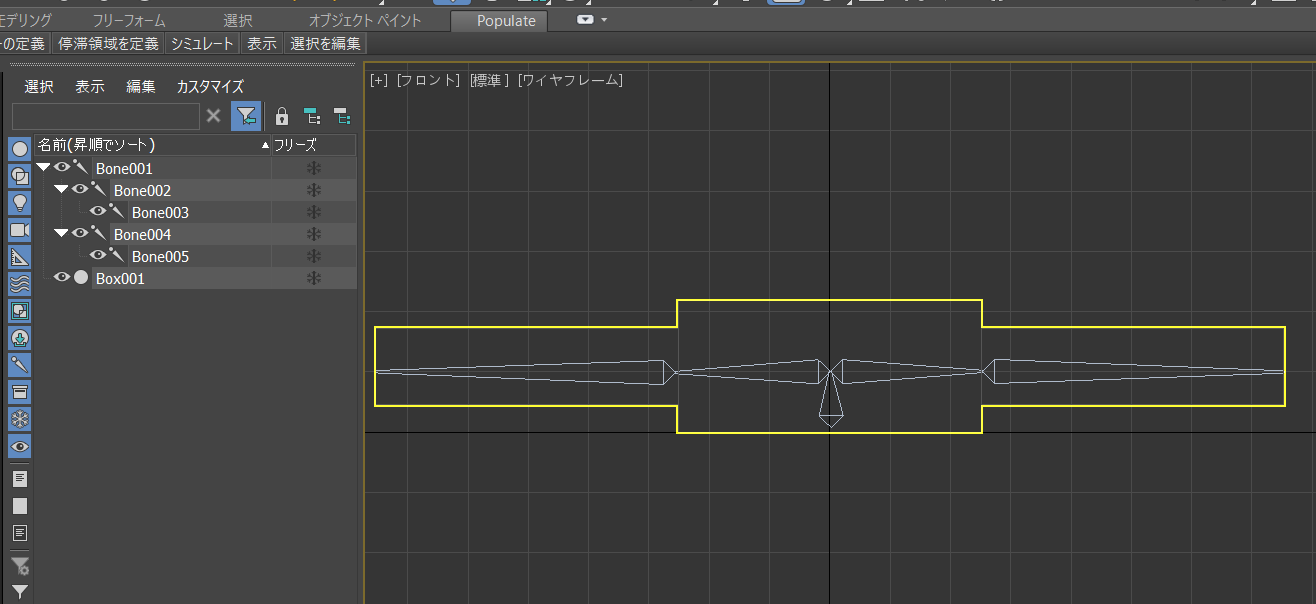 モデリング フリーフォーム 選択 オブジェクト ペイント Populate
の定義 停滞領域を定義 シミュレート 表示 選択を編集
選択 表示 編集 カスタマイズ
[+] [フロント] [標準 ] [ワイヤフレーム]
名前(昇順でソート) ▲ フリーズ
Bone001
Bone002
Bone003
Bone004
Bone005
Box001